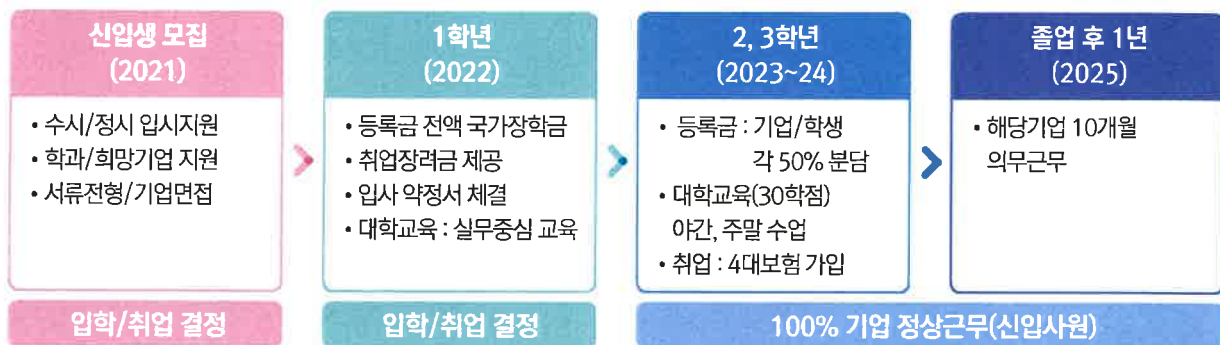 신입생 모집
(2021)
• 수시/정시 입시지원
• 학과/희망기업 지원
• 서류전형/기업면접
입학/취업 결정
1학년
(2022)
• 등록금 전액 국가장학금
• 취업장려금 제공
• 입사 약정서 체결
• 대학교육 : 실무중심 교육
입학/취업 결정
2, 3학년
(2023~24)
• 등록금 : 기업/학생
각 50% 분담
• 대학교육(30학점)
야간, 주말 수업
• 취업 : 4대보험 가입
졸업 후 1년
(2025)
• 해당기업 10개월
의무근무
100% 기업 정상근무(신입사원)